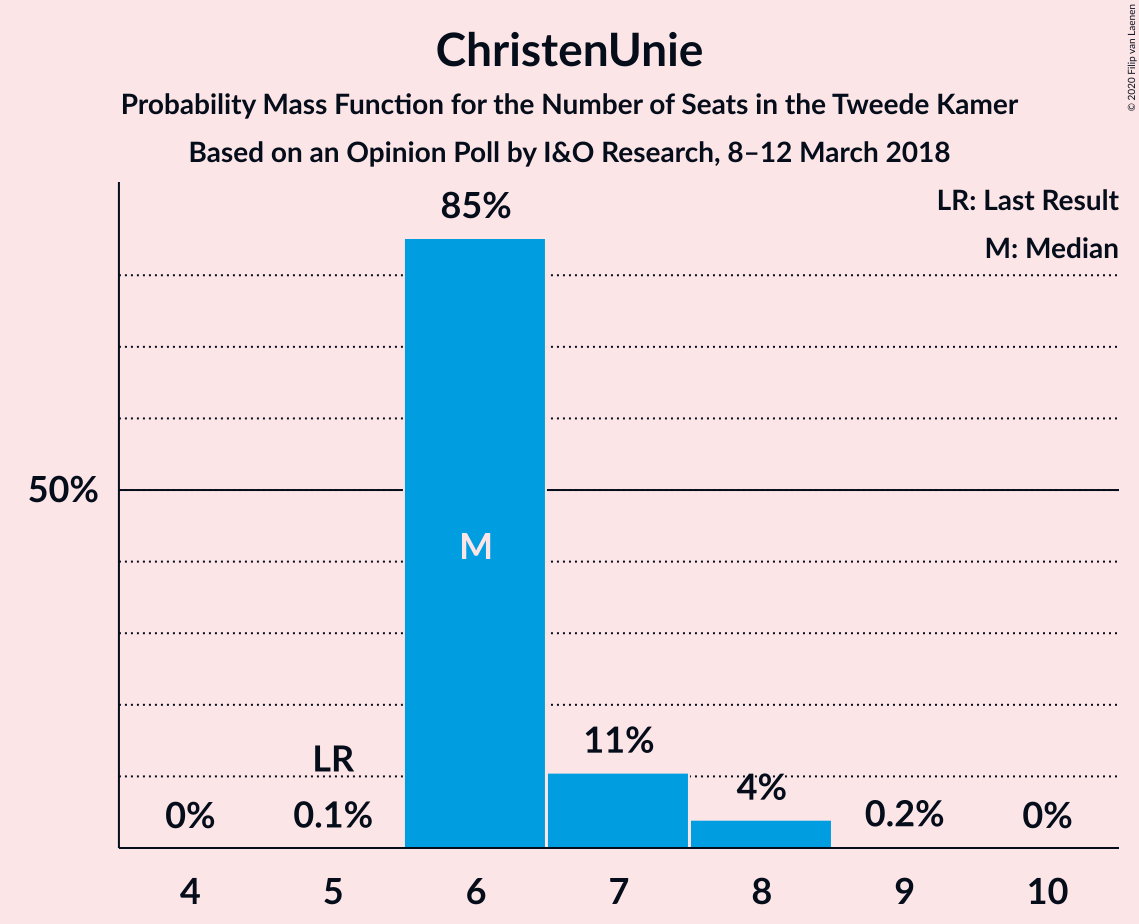 ChristenUnie
Probability Mass Function for the Number of Seats in the Tweede Kamer
Based on an Opinion Poll by I&O Research, 8–12 March 2018
© 2020 Filip van Laenen
LR: Last Result
M: Median
85%
50%
M
11%
LR
4%
0%
0.1%
0.2%
0%
4
5
6
7
8
9
10